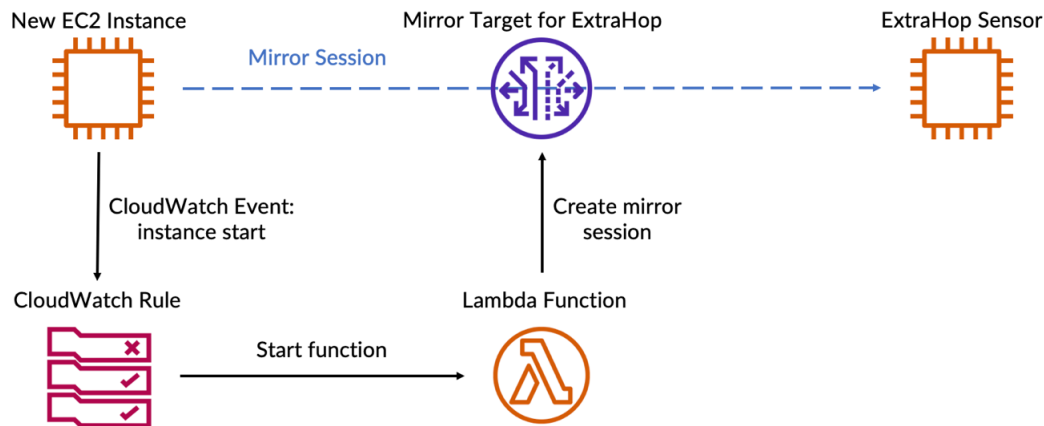 New EC2 Instance
Mirror Target for ExtraHop
ExtraHop Sensor
Mirror Session
CloudWatch Event:
instance start
Create mirror
session
CloudWatch Rule
Lambda Function
Start function